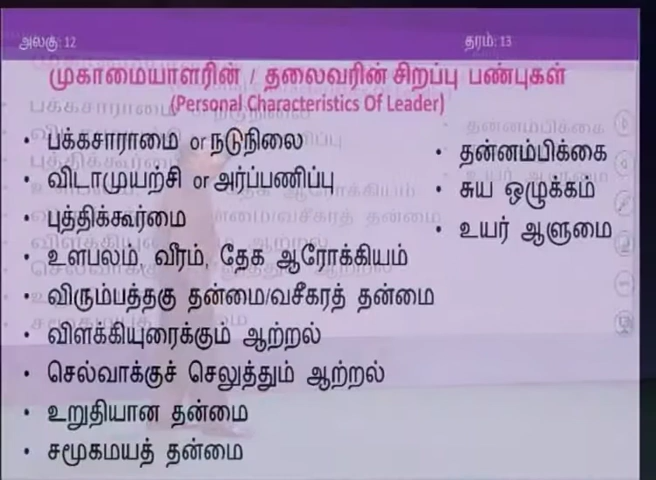 அலகு: 12
தரம்: 13
முகாமையாளரின் / தலைவரின் சிறப்பு பண்புகள்
(Personal Characteristics Of Leader)
• பக்கசாராமை or நடுநிலை
• விடாமுயற்சி or அர்ப்பணிப்பு
• புத்திக்கூர்மை
• உளபலம், வீரம், தேக ஆரோக்கியம்
• விரும்பத்தகு தன்மை/வசீகரத் தன்மை
• விளக்கியுரைக்கும் ஆற்றல்
• செல்வாக்குச் செலுத்தும் ஆற்றல்
• உறுதியான தன்மை
• சமூகமயத் தன்மை
• தன்னம்பிக்கை
• சுய ஒழுக்கம்
• உயர் ஆளுமை